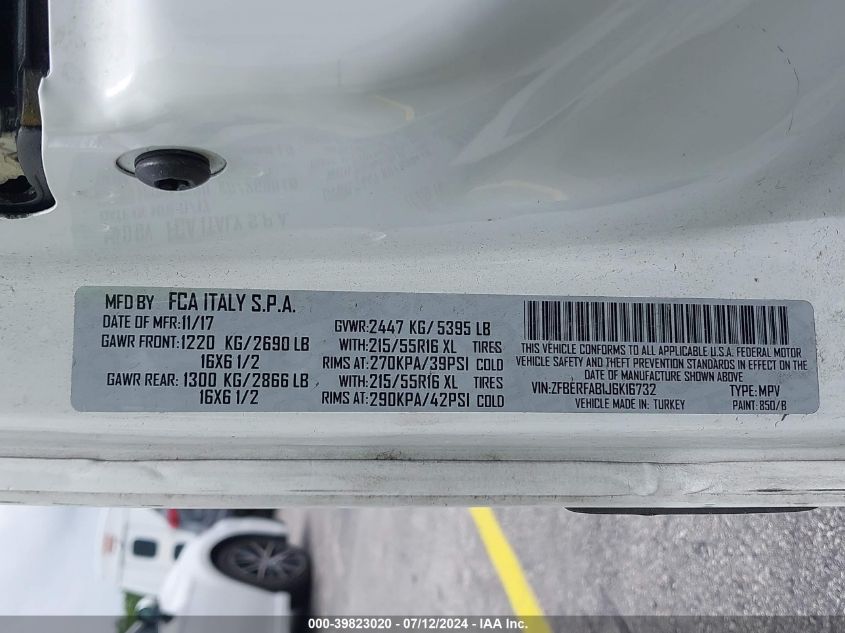 MFD BY FCA ITALY S.P.A.
DATE OF MFR:11/17 GVWR:2447 KG/5395 LB
GAWR FRONT:1220 KG/2690 LB WITH:215/55R16 XL TIRES
16X6 1/2 RIMS AT:270KPA/39PSI COLD
GAWR REAR:1300 KG/2866 LB WITH:215/55R16 XL TIRES
16X6 1/2 RIMS AT:290KPA/42PSI COLD
THIS VEHICLE CONFORMS TO ALL APPLICABLE U.S.A. FEDERAL MOTOR
VEHICLE SAFETY AND THEFT PREVENTION STANDARDS IN EFFECT ON THE
DATE OF MANUFACTURE SHOWN ABOVE
VIN:ZFBERFAB1J6K16732 TYPE:MPV
VEHICLE MADE IN: TURKEY PAINT: 850/B
000-39823020 - 07/12/2024 - IAA Inc.